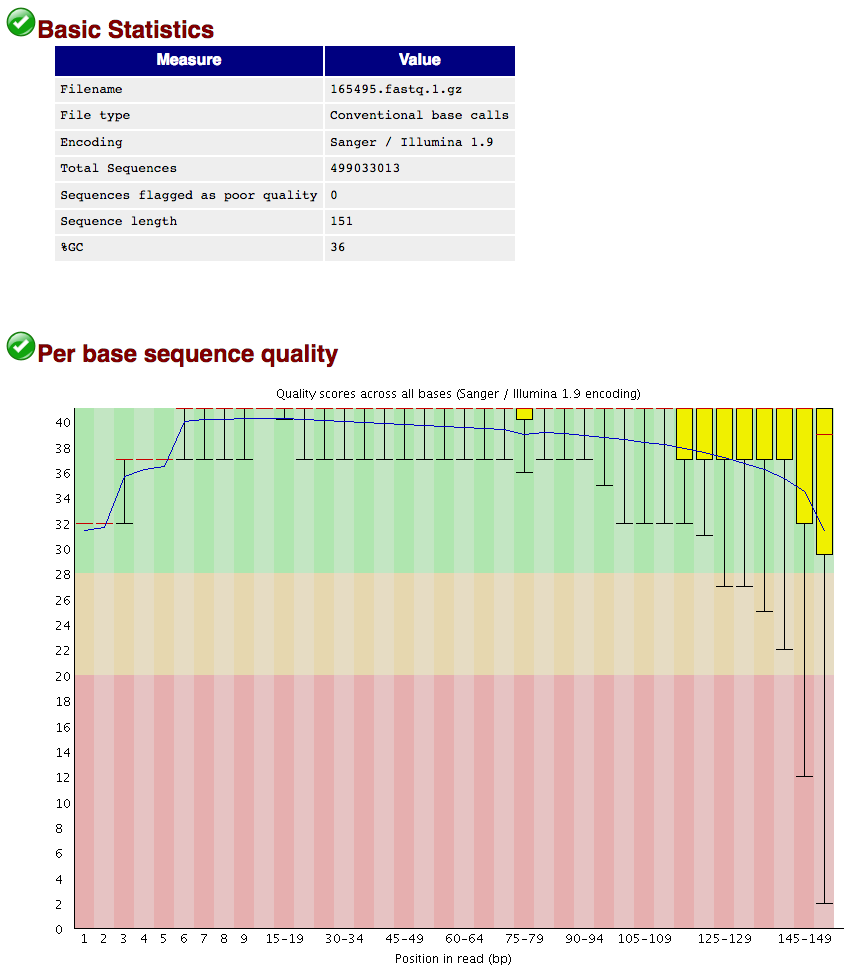 Basic Statistics
Measure Value
Filename 165495.fastq.1.gz
File type Conventional base calls
Encoding Sanger / Illumina 1.9
Total Sequences 499033013
Sequences flagged as poor quality 0
Sequence length 151
%GC 36
Per base sequence quality
Quality scores across all bases (Sanger / Illumina 1.9 encoding)
40
38
36
34
32
30
28
26
24
22
20
18
16
14
12
10
8
6
4
2
0
1 2 3 4 5 6 7 8 9 15-19 30-34 45-49 60-64 75-79 90-94 105-109 125-129 145-149
Position in read (bp)